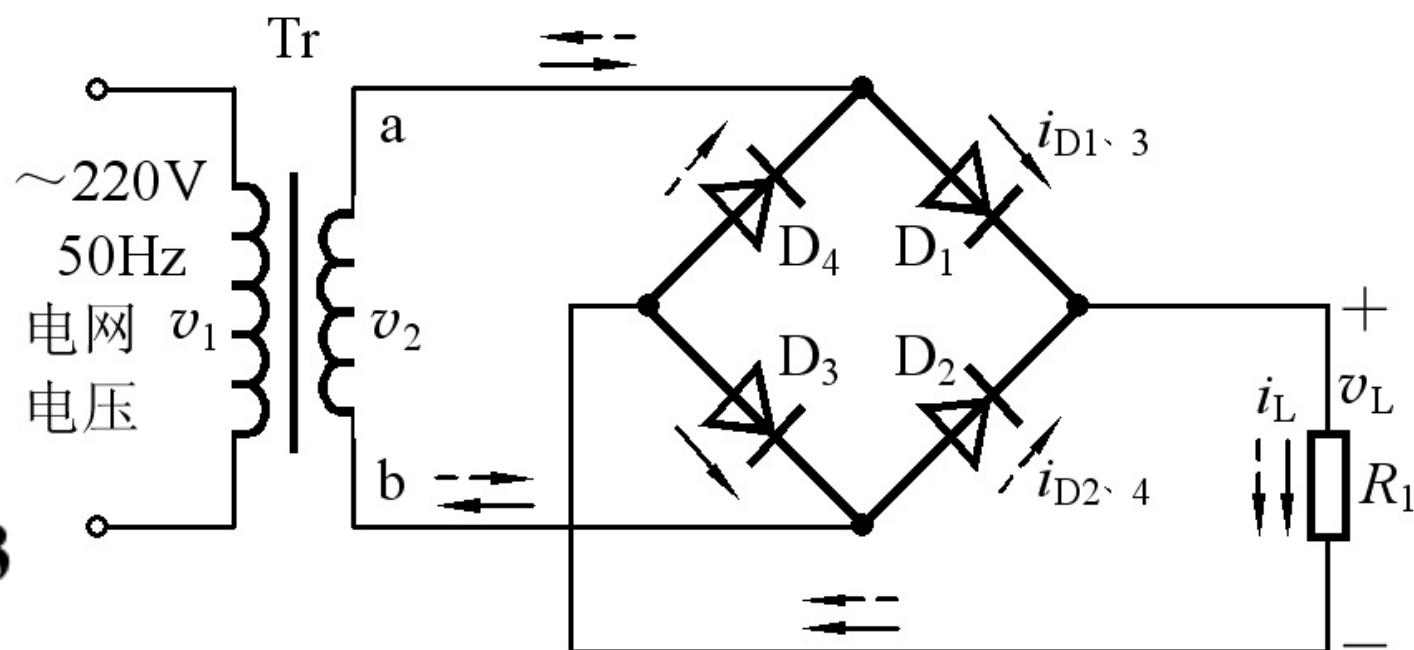 Tr
a
～220V
50Hz
电网
电压
v1
v2
b
iD1、3
D4
D1
D3
D2
iD2、4
+
vL
iL
R1
−